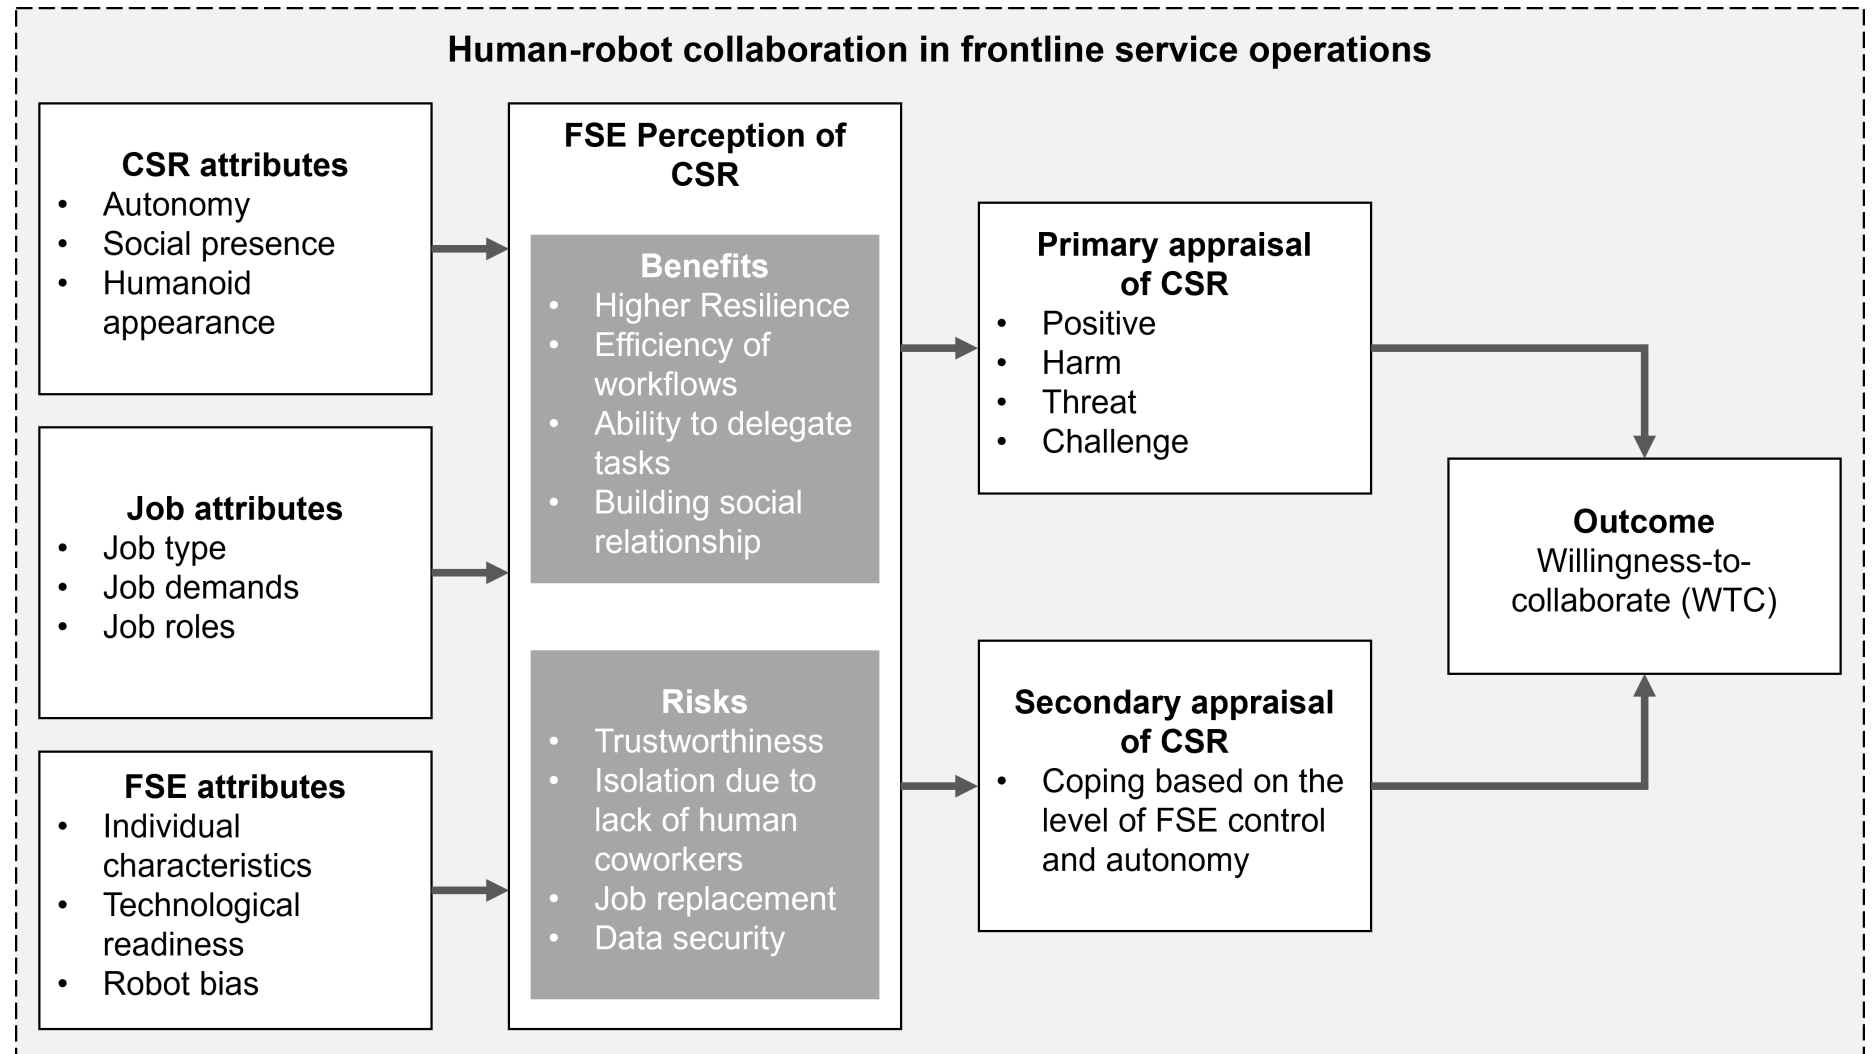 Human-robot collaboration in frontline service operations
CSR attributes
• Autonomy
• Social presence
• Humanoid
appearance
Job attributes
• Job type
• Job demands
• Job roles
FSE attributes
• Individual
characteristics
• Technological
readiness
• Robot bias
FSE Perception of
CSR
Benefits
• Higher Resilience
• Efficiency of
workflows
• Ability to delegate
tasks
• Building social
relationship
Risks
• Trustworthiness
• Isolation due to
lack of human
coworkers
• Job replacement
• Data security
Primary appraisal
of CSR
• Positive
• Harm
• Threat
• Challenge
Secondary appraisal
of CSR
• Coping based on the
level of FSE control
and autonomy
Outcome
Willingness-to-
collaborate (WTC)